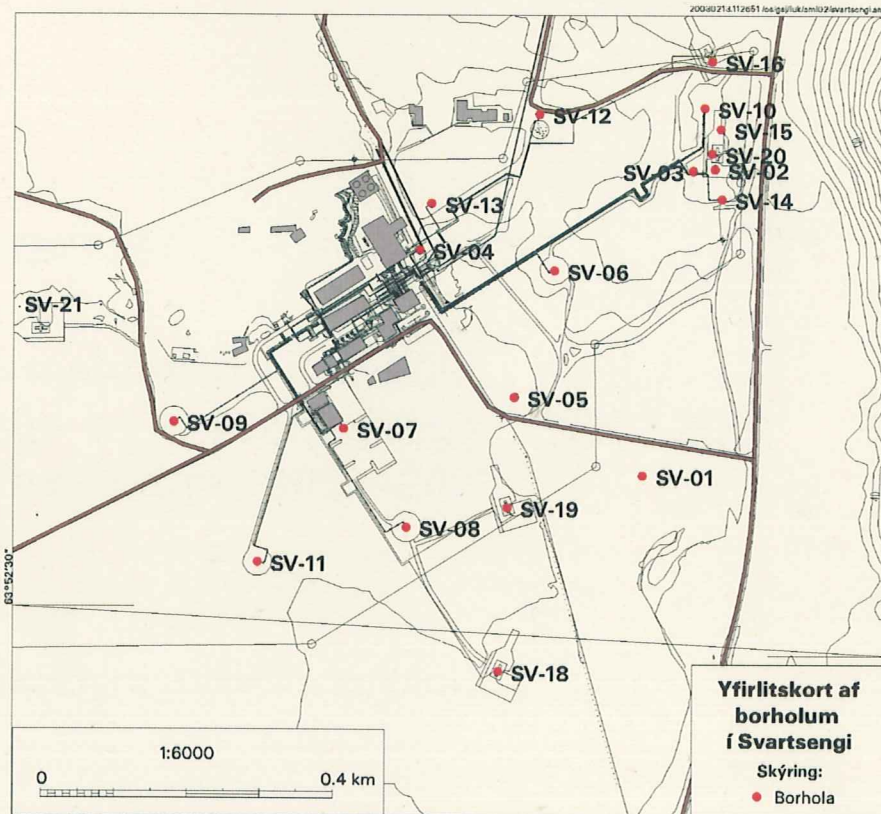 SV-16
SV-10
SV-12
SV-15
SV-20
SV-03
SV-02
SV-14
SV-13
SV-04
SV-06
SV-21
SV-05
SV-09
SV-07
SV-01
SV-19
SV-08
SV-11
63°52'30"
SV-18
Yfirlitskort af
borholum
í Svartsengi
Skýring:
Borhola
1:6000
0 0.4 km